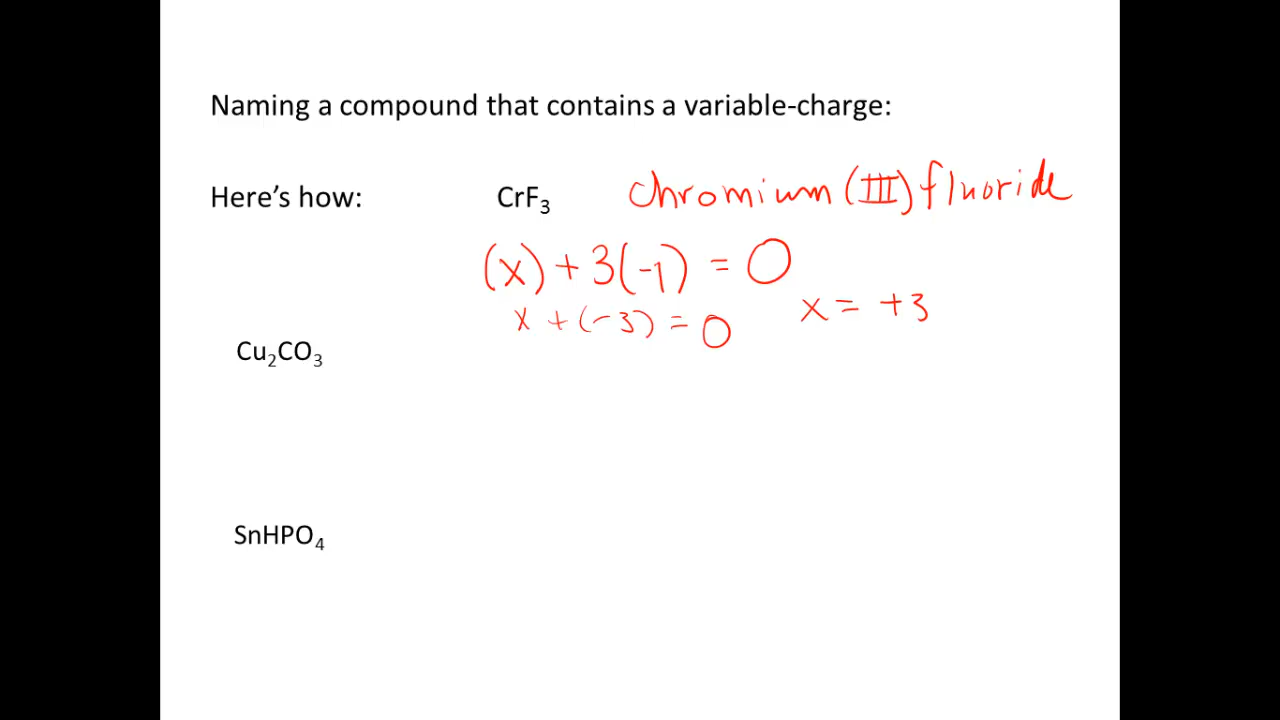 Naming a compound that contains a variable-charge:
Here's how: CrF₃ chromium (III) fluoride
(x) + 3(-1) = 0
x + (-3) = 0 x = +3
Cu₂CO₃
SnHPO₄